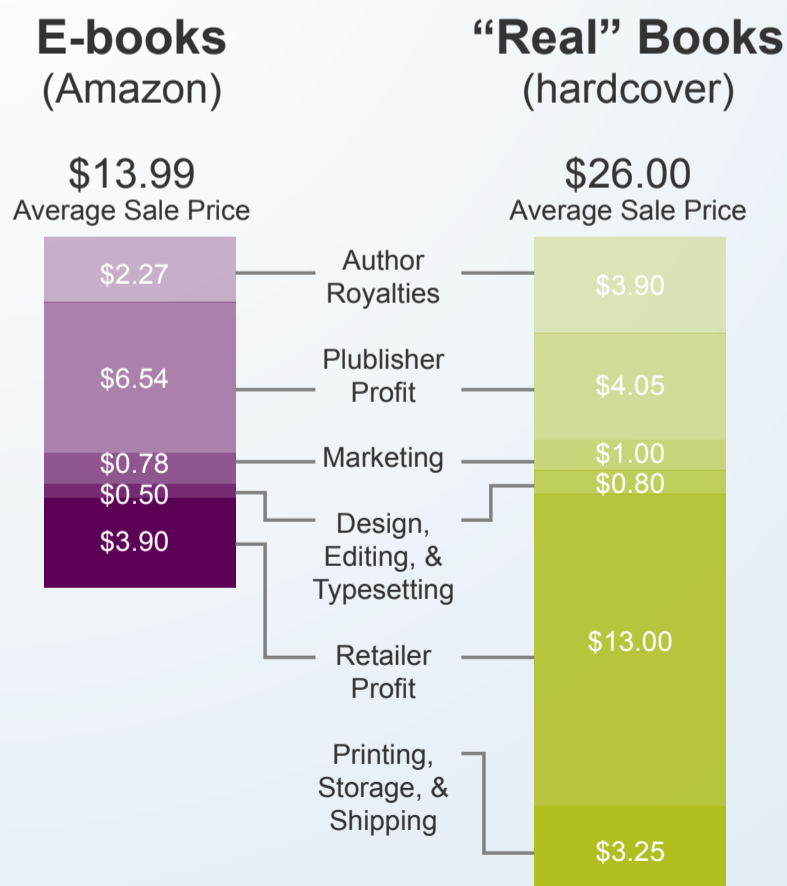 E-books
(Amazon)
$13.99
Average Sale Price
“Real” Books
(hardcover)
$26.00
Average Sale Price
$2.27
$6.54
$0.78
$0.50
$3.90
Author
Royalties
Plublisher
Profit
Marketing
Design,
Editing, &
Typesetting
Retailer
Profit
Printing,
Storage, &
Shipping
$3.90
$4.05
$1.00
$0.80
$13.00
$3.25